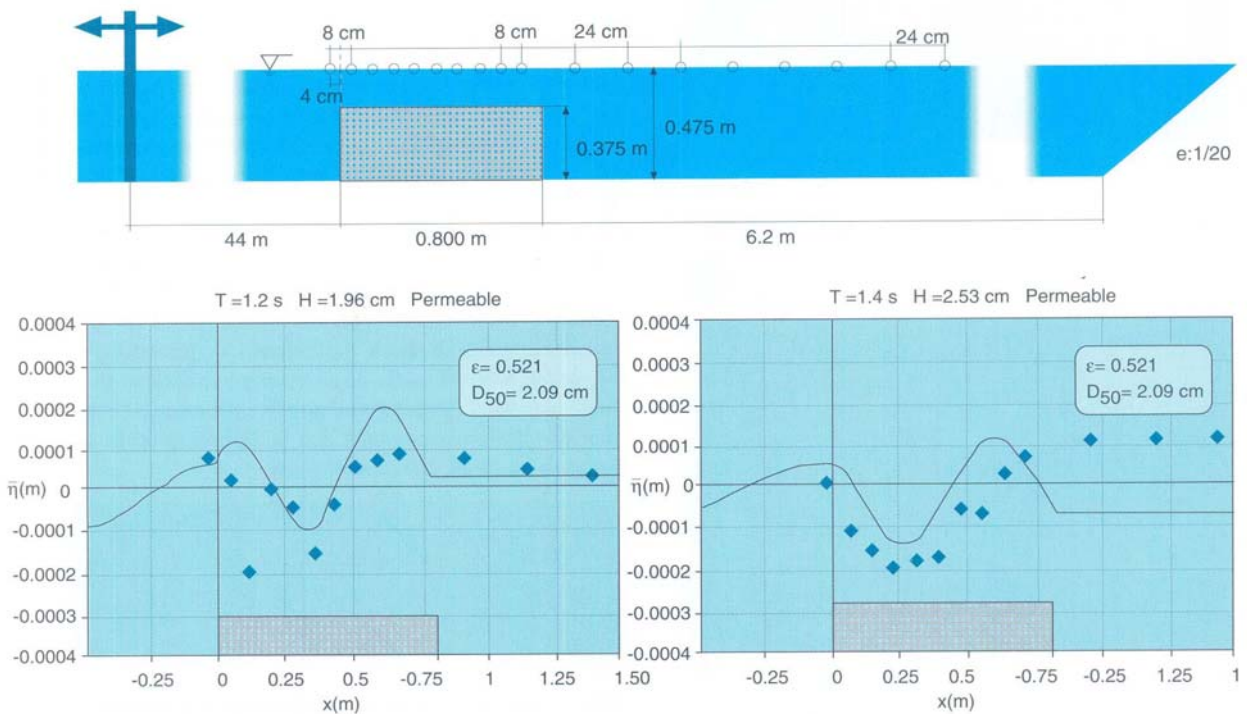 8 cm 8 cm 24 cm 24 cm
4 cm
0.375 m 0.475 m
e:1/20
44 m 0.800 m 6.2 m
T =1.2 s H =1.96 cm Permeable
0.0004
0.0003
0.0002
0.0001
η̅(m) 0
-0.0001
-0.0002
-0.0003
-0.0004
ε= 0.521
D50= 2.09 cm
-0.25 0 0.25 0.5 -0.75 1 1.25 1.50
x(m)
T =1.4 s H =2.53 cm Permeable
0.0004
0.0003
0.0002
0.0001
η̅(m) 0
-0.0001
-0.0002
-0.0003
-0.0004
ε= 0.521
D50= 2.09 cm
-0.25 0 0.25 0.5 -0.75 -0.25 1.25 1
x(m)